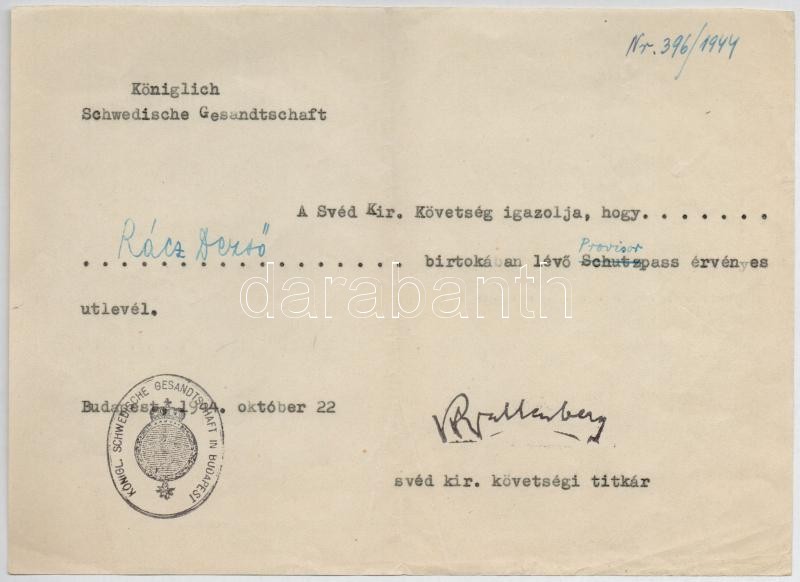 Nr. 396/1944
Königlich
Schwedische Gesandtschaft
A Svéd Kir. Követség igazolja, hogy. . . . . . .
Rácz Dezső
Provisor
. . . . . . . . . . . . . . . . . . birtokában lévő Schutzpass érvényes
darabanth
utlevél.
Budapest, 1944. október 22
Wallenberg
KÖNIGL. SCHWEDISCHE GESANDTSCHAFT IN BUDAPEST
svéd kir. követségi titkár